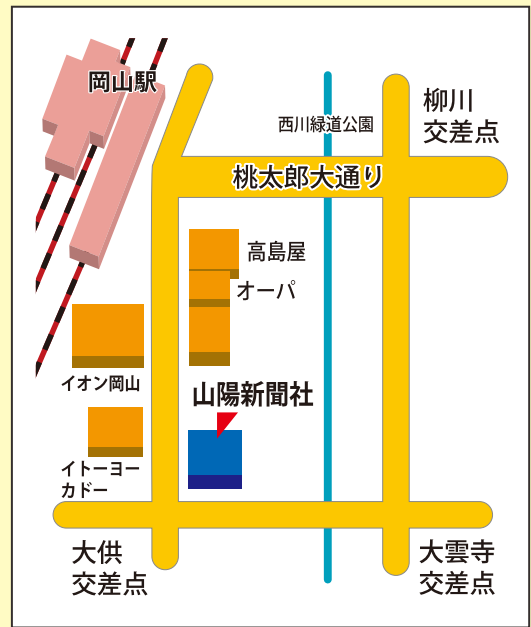 岡山駅
柳川
交差点
西川緑道公園
桃太郎大通り
高島屋
オーパ
イオン岡山
山陽新聞社
イトーヨー
カドー
大供
交差点
大雲寺
交差点